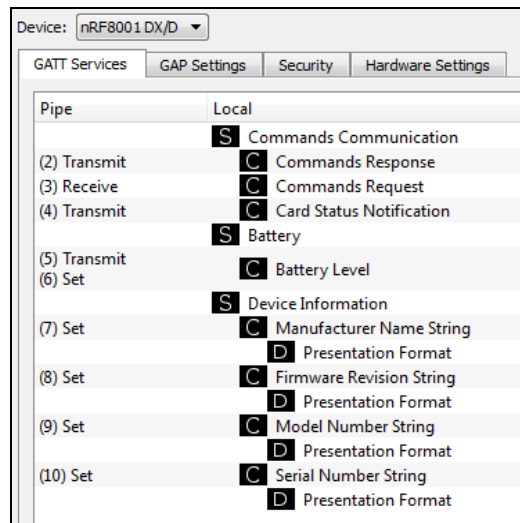 Device: nRF8001 DX/D
GATT Services GAP Settings Security Hardware Settings
Pipe Local
S Commands Communication
(2) Transmit C Commands Response
(3) Receive C Commands Request
(4) Transmit C Card Status Notification
S Battery
(5) Transmit
(6) Set C Battery Level
S Device Information
(7) Set C Manufacturer Name String
D Presentation Format
(8) Set C Firmware Revision String
D Presentation Format
(9) Set C Model Number String
D Presentation Format
(10) Set C Serial Number String
D Presentation Format